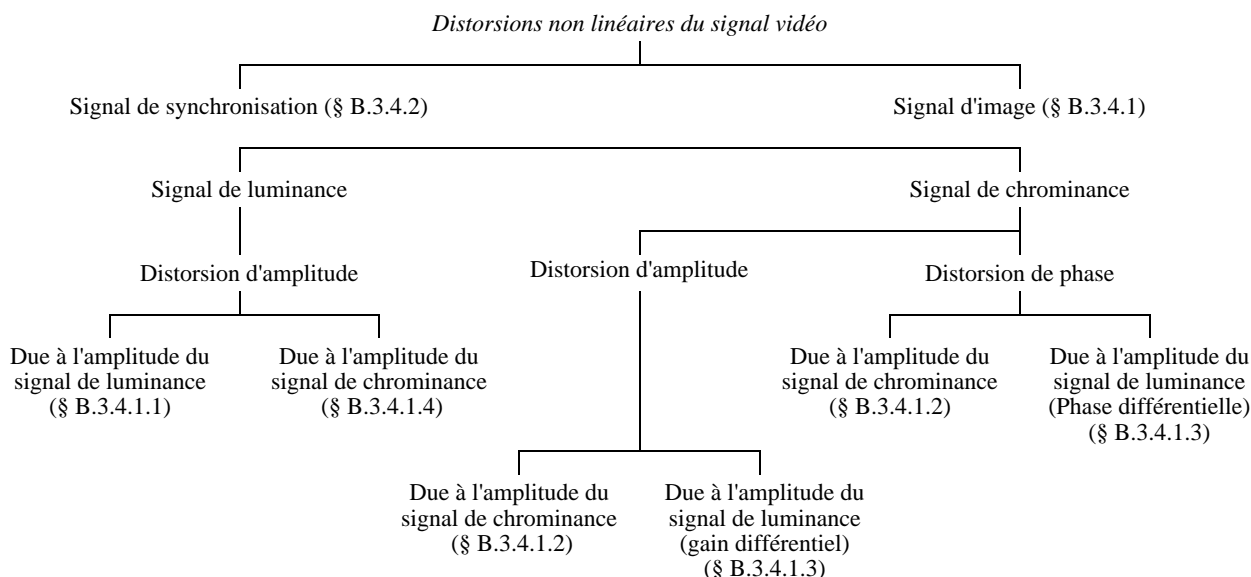 Distorsions non linéaires du signal vidéo
Signal de synchronisation (§ B.3.4.2)
Signal d'image (§ B.3.4.1)
Signal de luminance
Signal de chrominance
Distorsion d'amplitude
Distorsion d'amplitude
Distorsion de phase
Due à l'amplitude du
signal de luminance
(§ B.3.4.1.1)
Due à l'amplitude du
signal de chrominance
(§ B.3.4.1.4)
Due à l'amplitude du
signal de chrominance
(§ B.3.4.1.2)
Due à l'amplitude du
signal de luminance
(Phase différentielle)
(§ B.3.4.1.3)
Due à l'amplitude du
signal de chrominance
(§ B.3.4.1.2)
Due à l'amplitude du
signal de luminance
(gain différentiel)
(§ B.3.4.1.3)